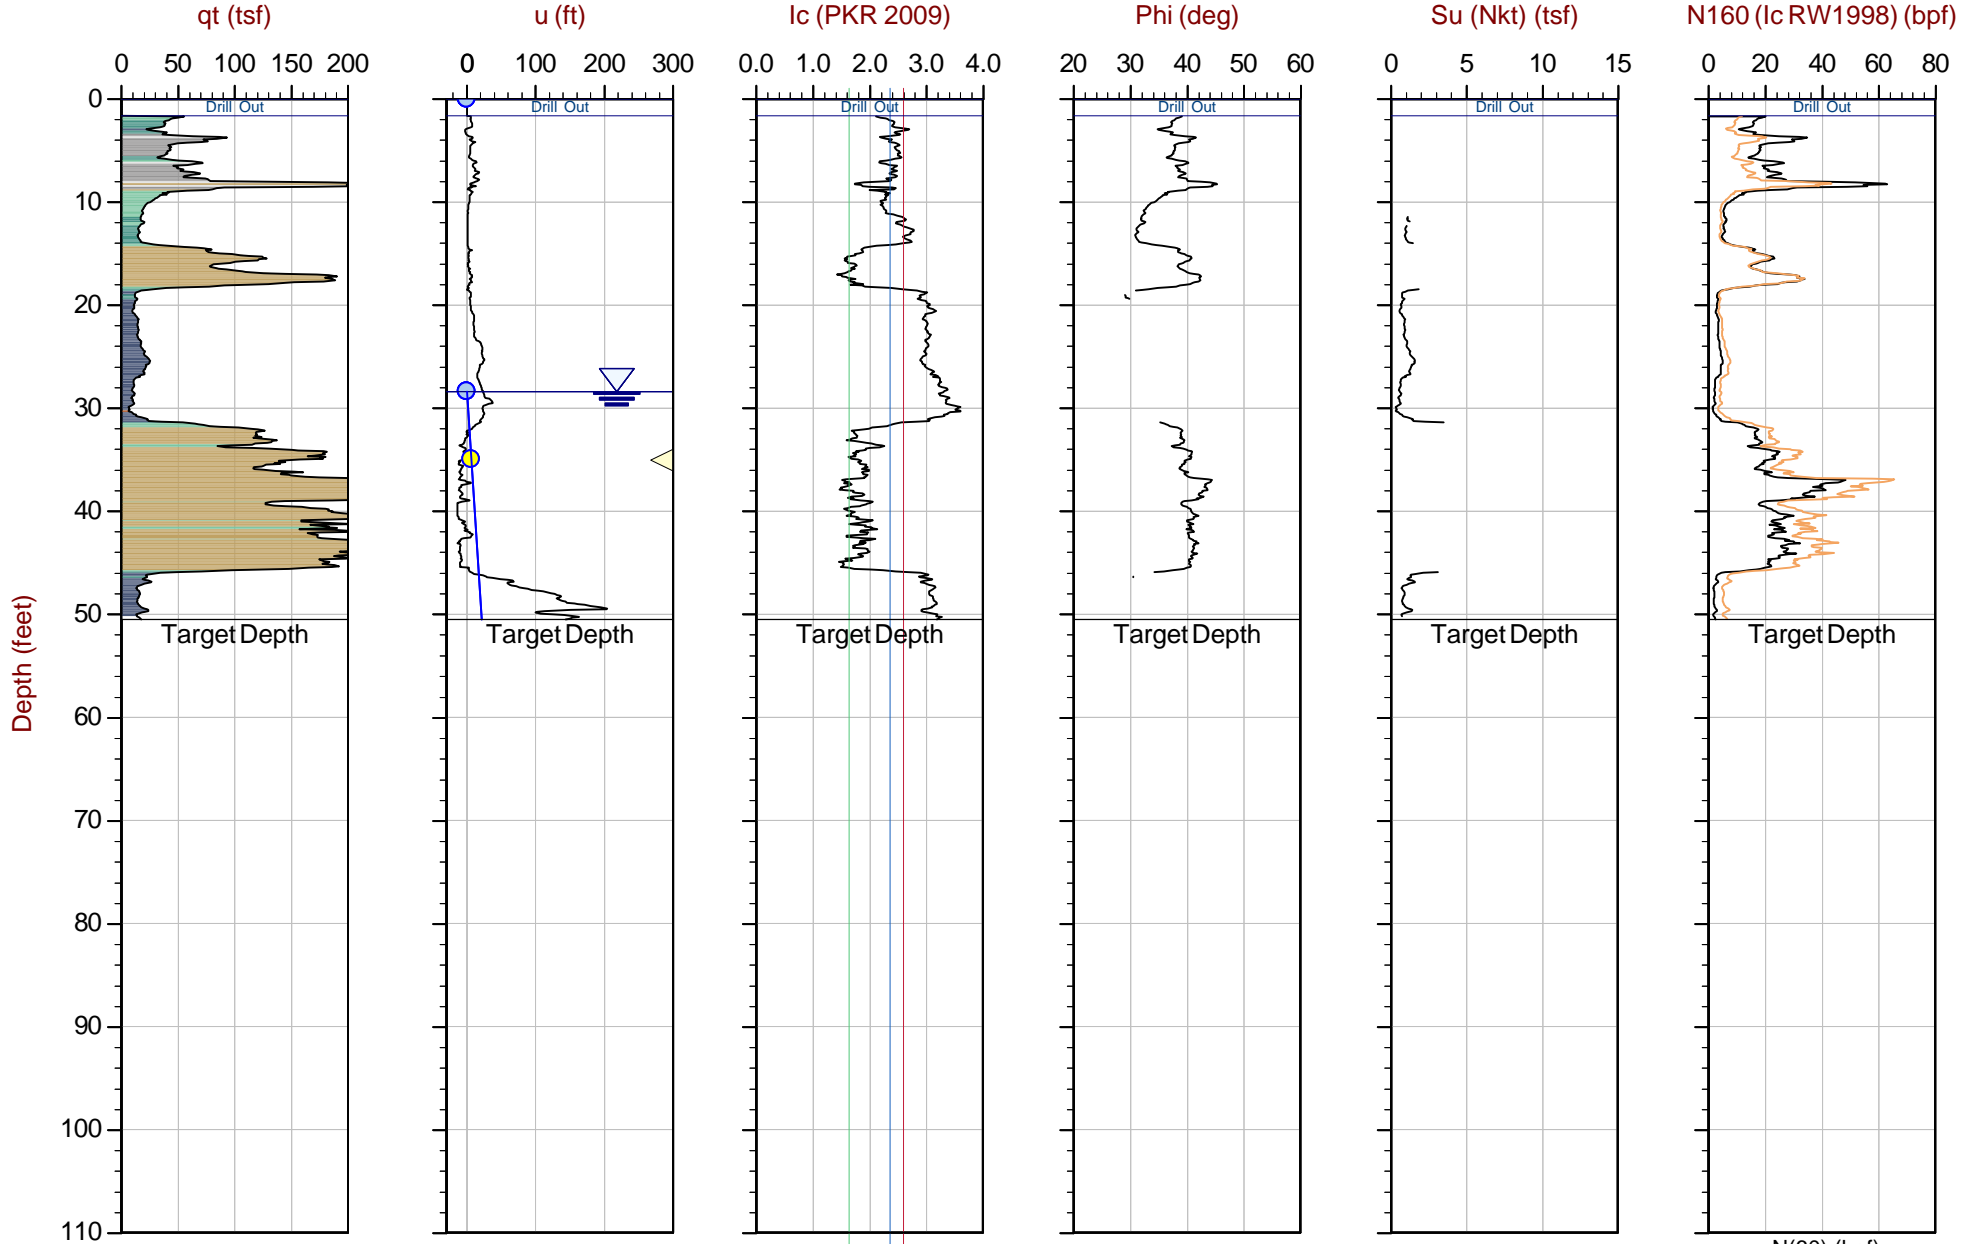 qt (tsf) u (ft) Ic (PKR 2009) Phi (deg) Su (Nkt) (tsf) N160 (Ic RW1998) (bpf)
0 50 100 150 200 0 100 200 300 0.0 1.0 2.0 3.0 4.0 20 30 40 50 60 0 5 10 15 0 20 40 60 80
0
Drill Out Drill Out Drill Out Drill Out Drill Out Drill Out
10
20
30
40
50
Target Depth Target Depth Target Depth Target Depth Target Depth Target Depth
Depth (feet)
60
70
80
90
100
110